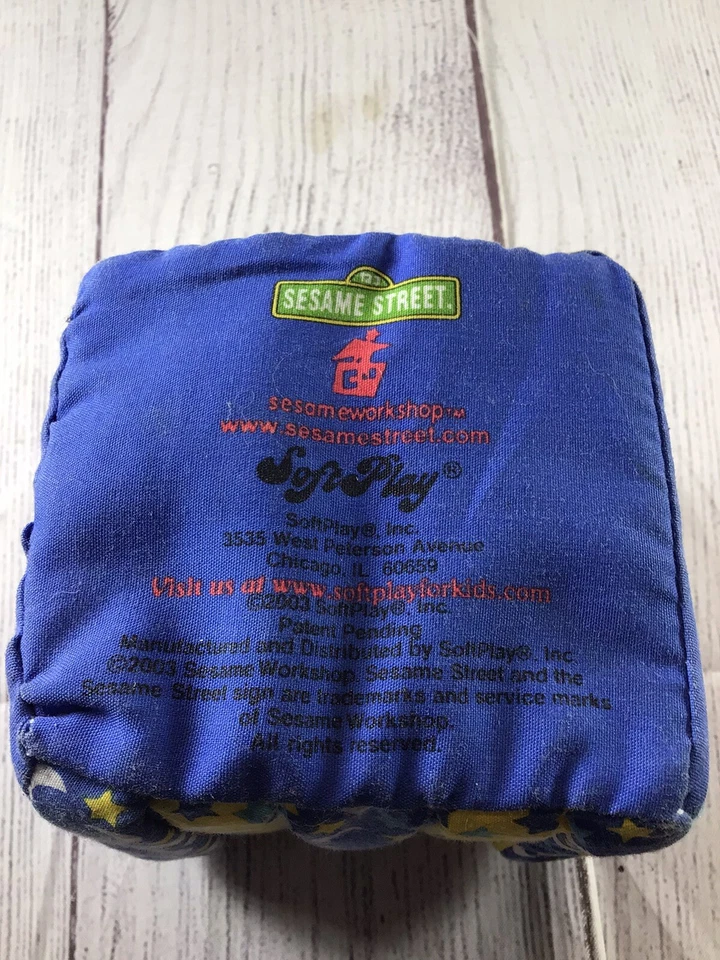 123
SESAME STREET.
sesameworkshop™
www.sesamestreet.com
SoftPlay®
SoftPlay®, Inc.
3535 West Peterson Avenue
Chicago, IL 60659
Visit us at www.softplayforkids.com
©2003 SoftPlay®, Inc.
Patent Pending
Manufactured and Distributed by SoftPlay®, Inc.
©2003 Sesame Workshop. Sesame Street and the
Sesame Street sign are trademarks and service marks
of Sesame Workshop.
All rights reserved.